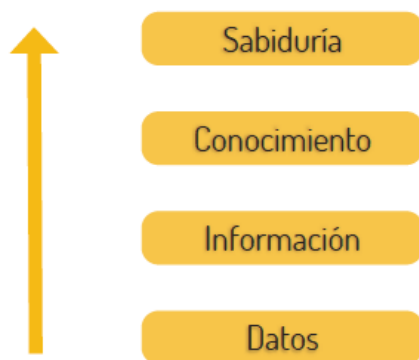 Sabiduría
Conocimiento
Información
Datos